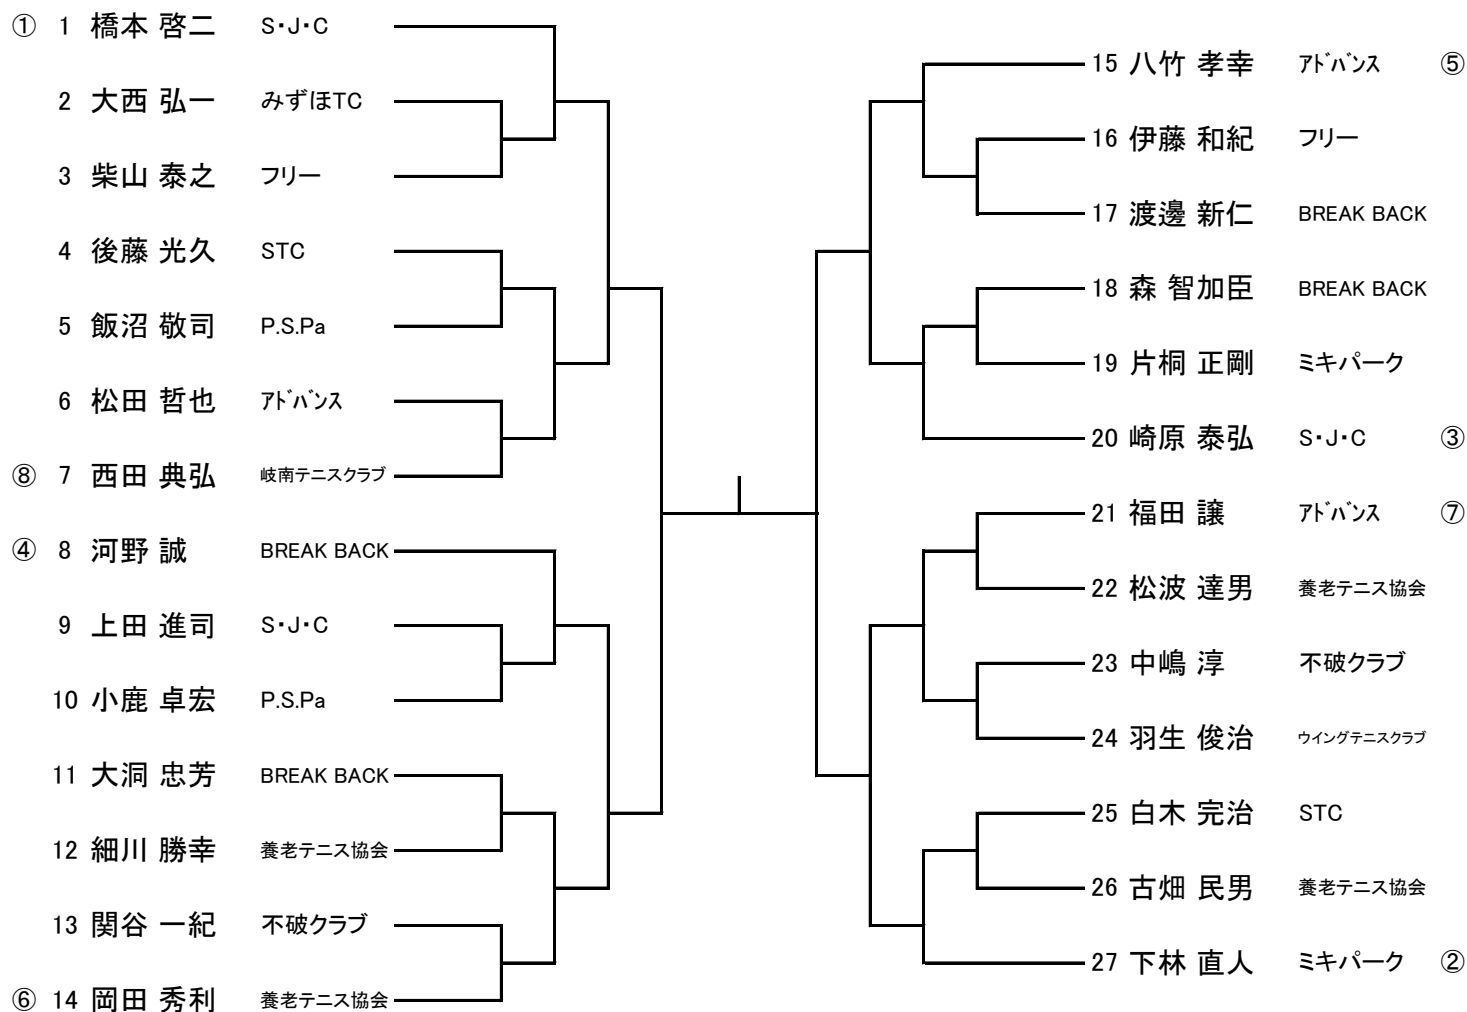 ① 1 橋本 啓二 S・J・C
2 大西 弘一 みずほTC
3 柴山 泰之 フリー
4 後藤 光久 STC
5 飯沼 敬司 P.S.Pa
6 松田 哲也 ｱﾄﾞﾊﾞﾝｽ
⑧ 7 西田 典弘 岐南テニスクラブ
④ 8 河野 誠 BREAK BACK
9 上田 進司 S・J・C
10 小鹿 卓宏 P.S.Pa
11 大洞 忠芳 BREAK BACK
12 細川 勝幸 養老テニス協会
13 関谷 一紀 不破クラブ
⑥ 14 岡田 秀利 養老テニス協会
15 八竹 孝幸 ｱﾄﾞﾊﾞﾝｽ ⑤
16 伊藤 和紀 フリー
17 渡邊 新仁 BREAK BACK
18 森 智加臣 BREAK BACK
19 片桐 正剛 ミキパーク
20 崎原 泰弘 S・J・C ③
21 福田 譲 ｱﾄﾞﾊﾞﾝｽ ⑦
22 松波 達男 養老テニス協会
23 中嶋 淳 不破クラブ
24 羽生 俊治 ウイングテニスクラブ
25 白木 完治 STC
26 古畑 民男 養老テニス協会
27 下林 直人 ミキパーク ②